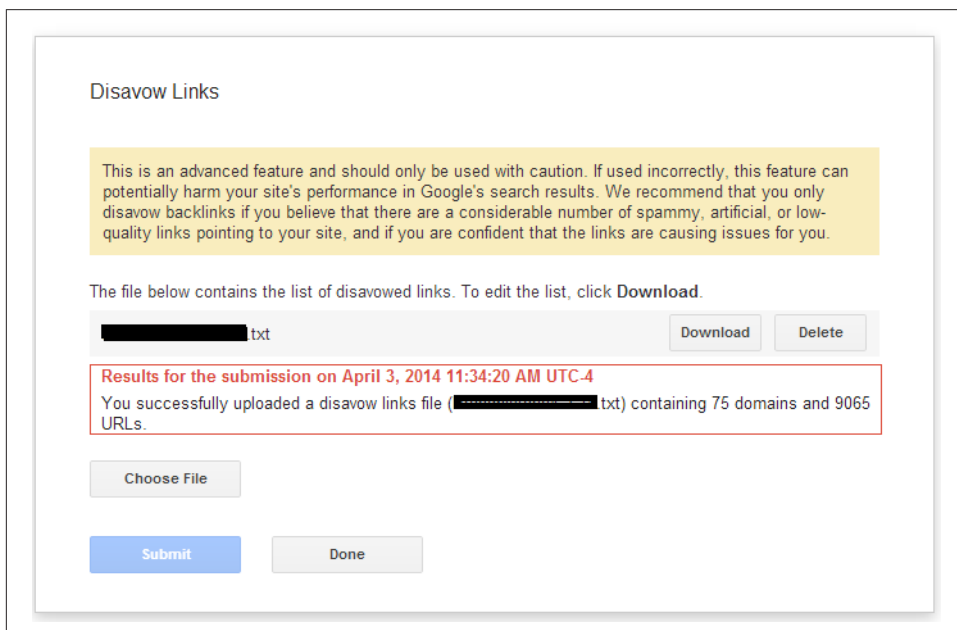 Disavow Links
This is an advanced feature and should only be used with caution. If used incorrectly, this feature can
potentially harm your site's performance in Google's search results. We recommend that you only
disavow backlinks if you believe that there are a considerable number of spammy, artificial, or low-
quality links pointing to your site, and if you are confident that the links are causing issues for you.
The file below contains the list of disavowed links. To edit the list, click Download.
.txt Download Delete
Results for the submission on April 3, 2014 11:34:20 AM UTC-4
You successfully uploaded a disavow links file (.txt) containing 75 domains and 9065
URLs.
Choose File
Submit Done